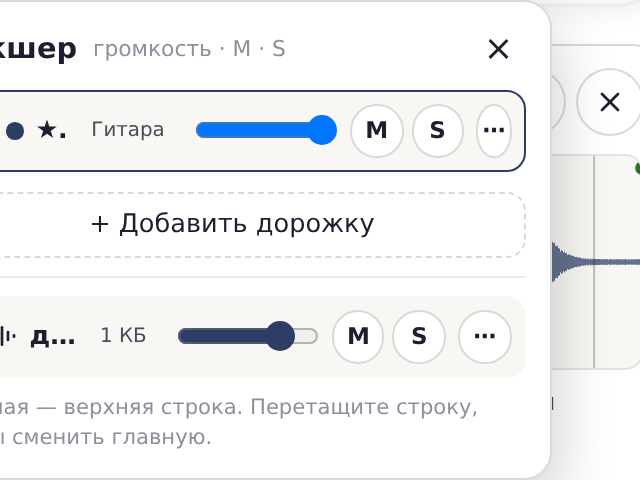 кшер громкость · M · S
★. Гитара M S ...
+ Добавить дорожку
д... 1 КБ M S ...
ная — верхняя строка. Перетащите строку,
ы сменить главную.